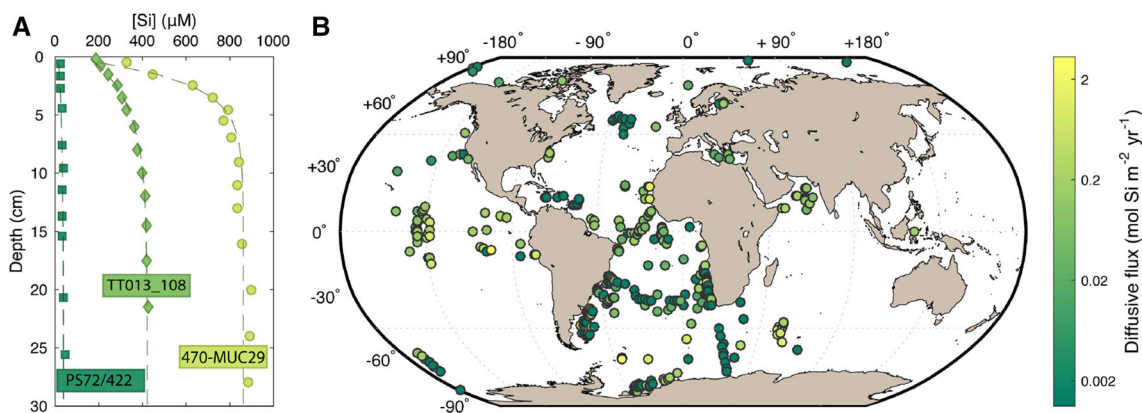 A
[Si] (µM)
0 200 400 600 800 1000
0
5
10
15
20
25
30
Depth (cm)
TT013_108
470-MUC29
PS72/422
B
-180° -90° 0° +90° +180°
+90°
+60°
+30°
0°
-30°
-60°
-90°
2
0.2
0.02
0.002
Diffusive flux (mol Si m⁻² yr⁻¹)